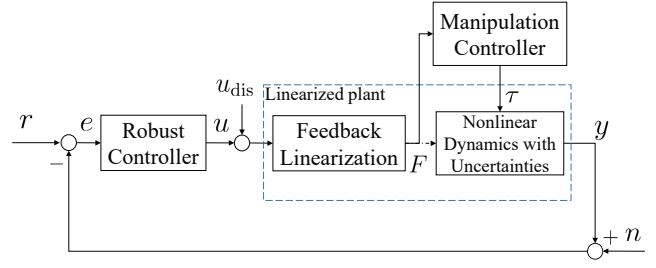 Manipulation
Controller
u_dis
Linearized plant
τ
r
e
Robust
Controller
u
Feedback
Linearization
F
Nonlinear
Dynamics with
Uncertainties
y
−
+ n